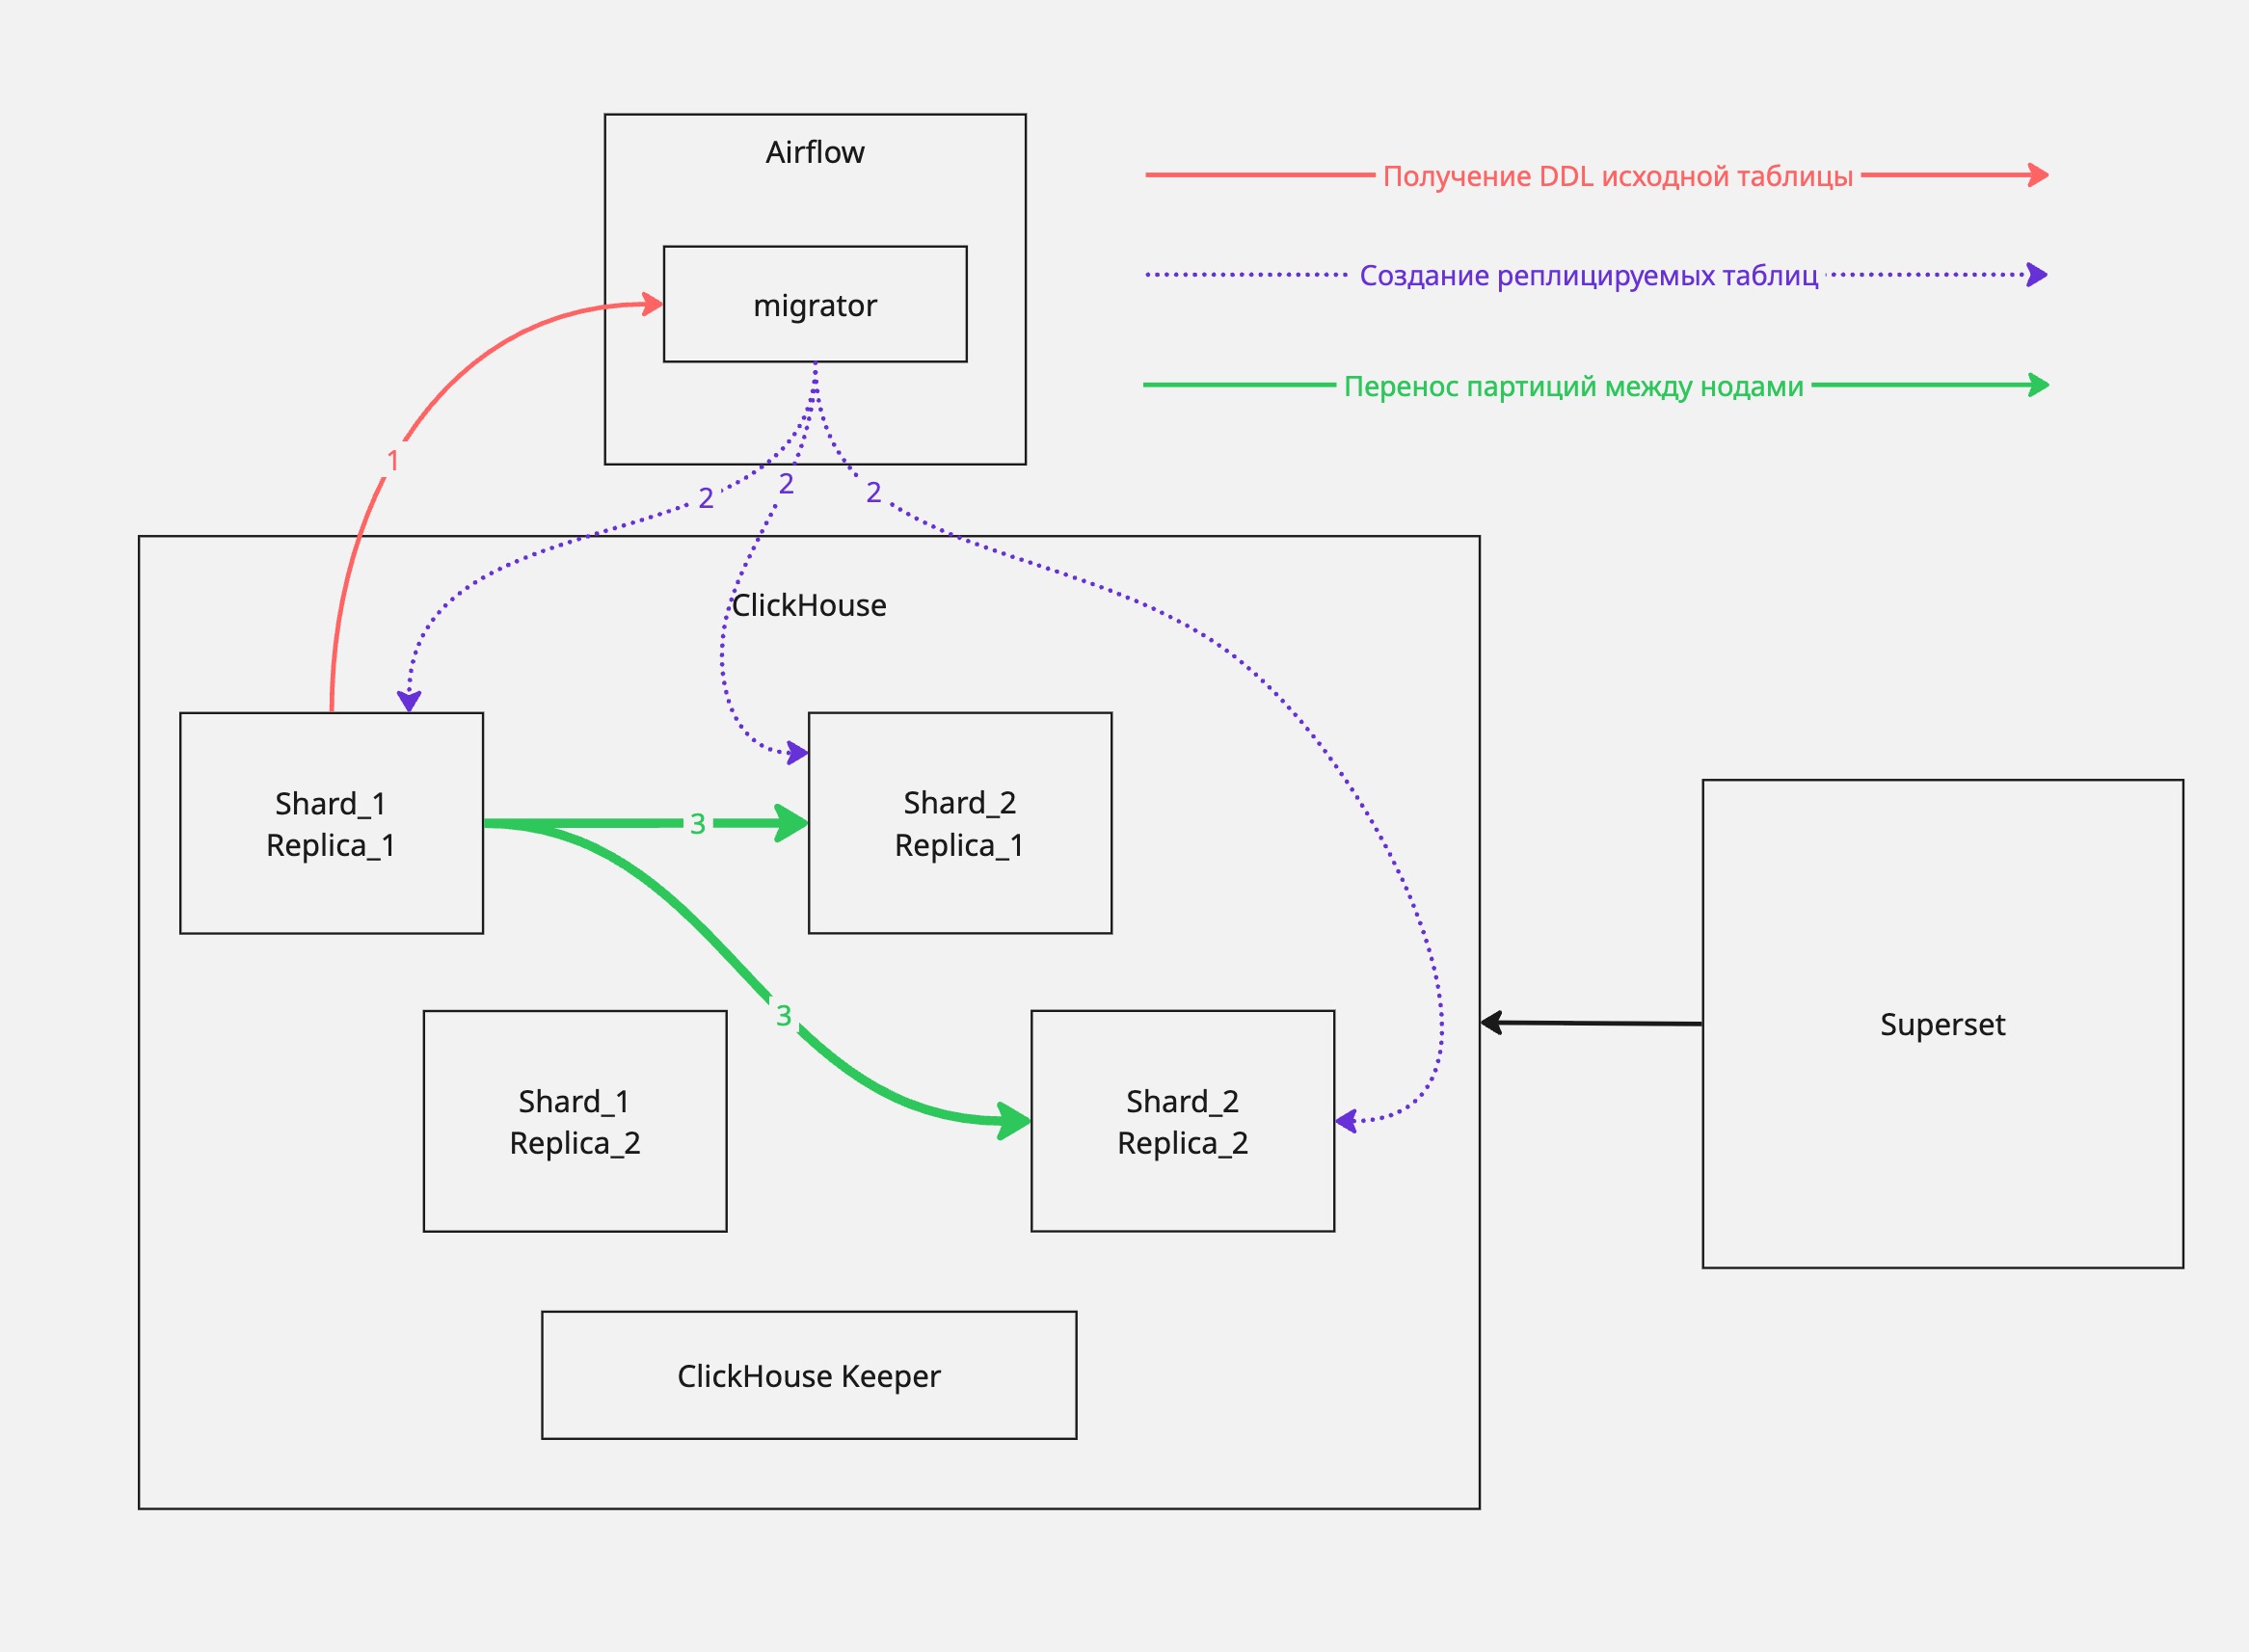 Airflow
Получение DDL исходной таблицы
Создание реплицируемых таблиц
migrator
Перенос партиций между нодами
1
2
2
2
ClickHouse
Shard_1
Replica_1
3
Shard_2
Replica_1
3
Superset
Shard_1
Replica_2
Shard_2
Replica_2
ClickHouse Keeper